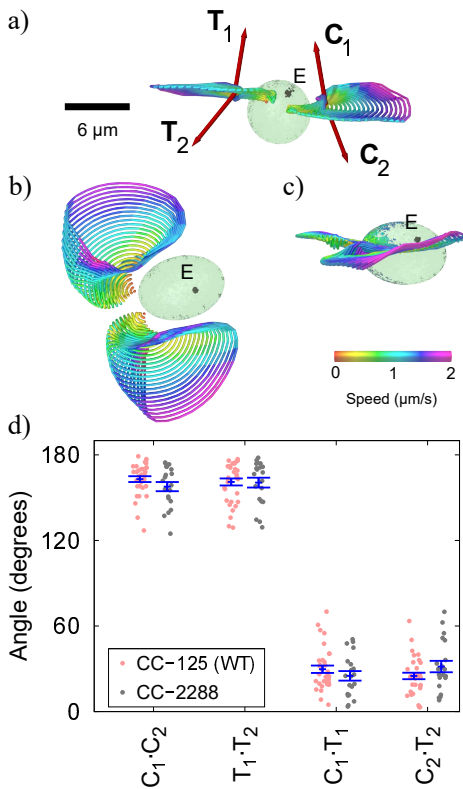 a)
T1
C1
E
6 µm
T2
C2
b)
c)
E
E
0 1 2
Speed (µm/s)
d)
180
120
60
0
Angle (degrees)
CC−125 (WT)
CC−2288
C1·C2
T1·T2
C1·T1
C2·T2